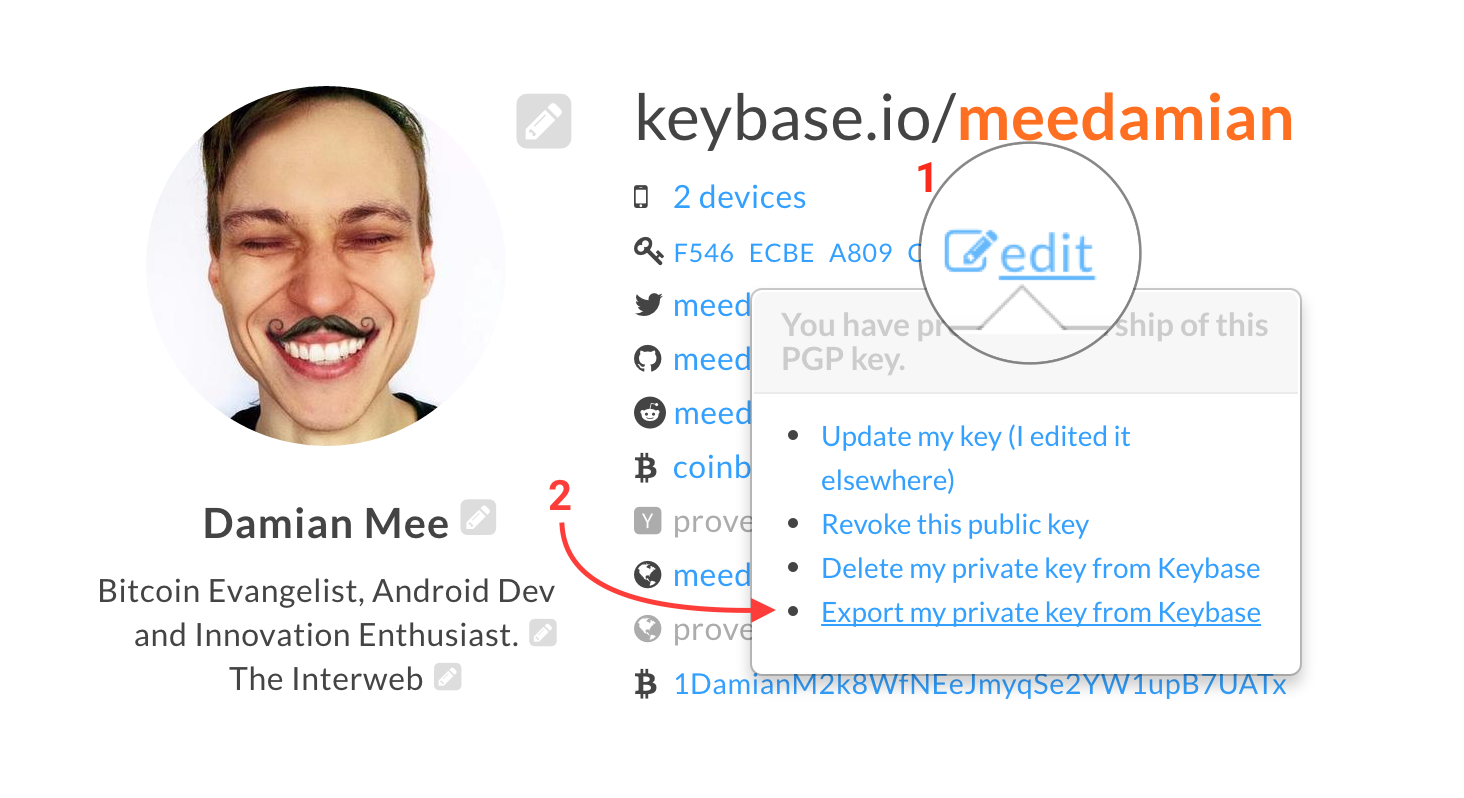 keybase.io/meedamian
1
2 devices
edit
F546 ECBE A809
meed
You have pr ship of this
PGP key.
meed
meed
Update my key (I edited it
elsewhere)
coinb
2
Damian Mee
prove
Revoke this public key
meed
Delete my private key from Keybase
Bitcoin Evangelist, Android Dev
and Innovation Enthusiast.
The Interweb
prove
Export my private key from Keybase
1DamianM2k8WfNEeJmyqSe2YW1upB7UATx